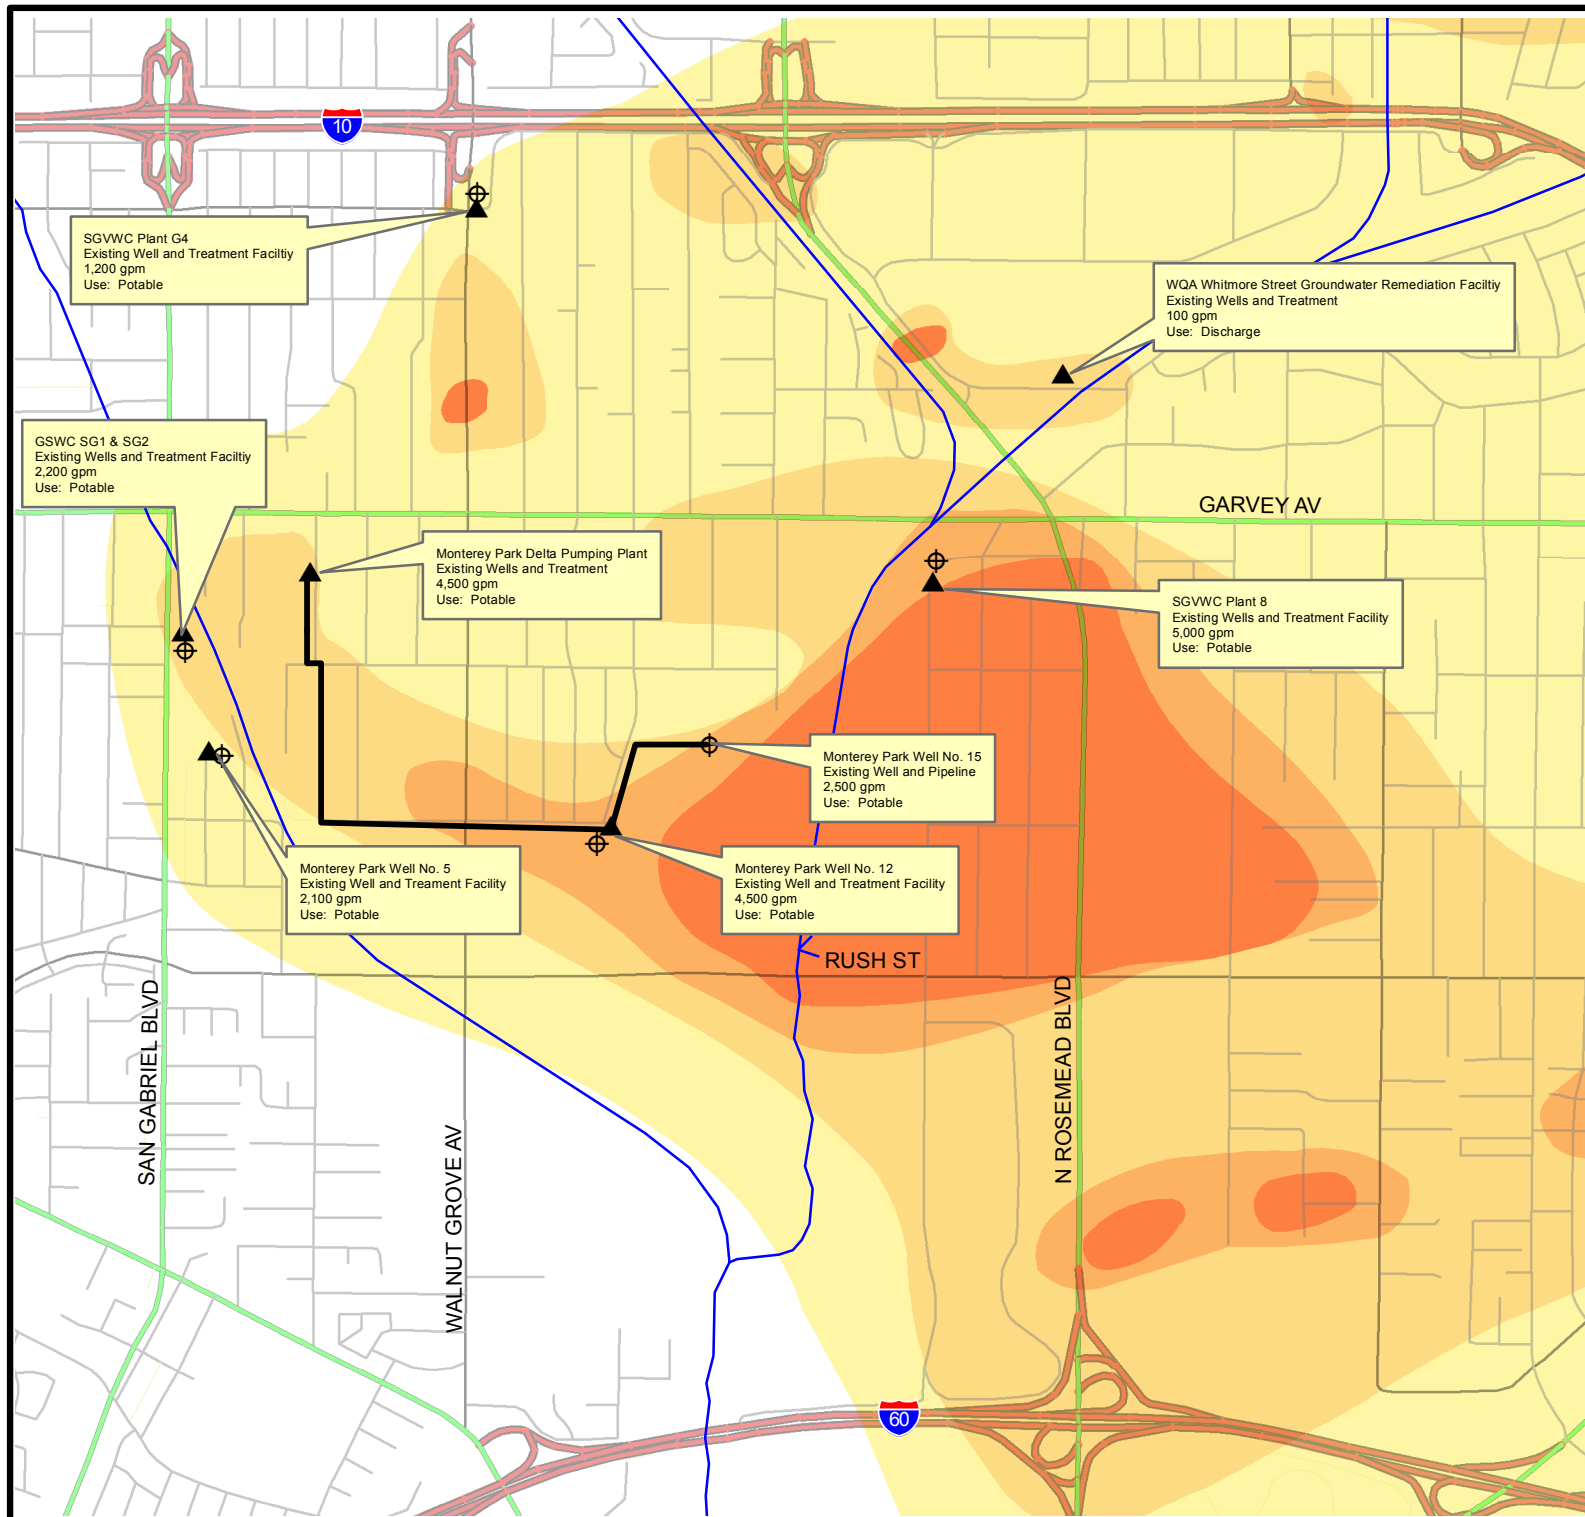 10
SGVWC Plant G4
Existing Well and Treatment Faciltiy
1,200 gpm
Use: Potable
WQA Whitmore Street Groundwater Remediation Faciltiy
Existing Wells and Treatment
100 gpm
Use: Discharge
GSWC SG1 & SG2
Existing Wells and Treatment Faciltiy
2,200 gpm
Use: Potable
GARVEY AV
Monterey Park Delta Pumping Plant
Existing Wells and Treatment
4,500 gpm
Use: Potable
SGVWC Plant 8
Existing Wells and Treatment Facility
5,000 gpm
Use: Potable
Monterey Park Well No. 15
Existing Well and Pipeline
2,500 gpm
Use: Potable
Monterey Park Well No. 5
Existing Well and Treament Facility
2,100 gpm
Use: Potable
Monterey Park Well No. 12
Existing Well and Treatment Facility
4,500 gpm
Use: Potable
RUSH ST
SAN GABRIEL BLVD
WALNUT GROVE AV
N ROSEMEAD BLVD
60